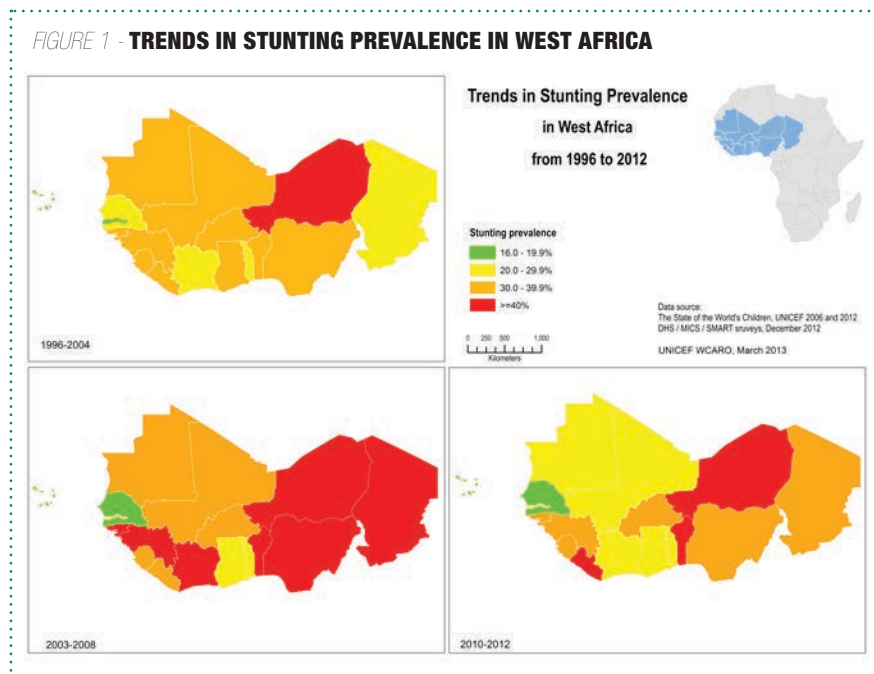 FIGURE 1 - TRENDS IN STUNTING PREVALENCE IN WEST AFRICA
Trends in Stunting Prevalence
in West Africa
from 1996 to 2012
Stunting prevalence
16.0 - 19.9%
20.0 - 29.9%
30.0 - 39.9%
>=40%
0 250 500 1,000
Kilometers
Data source:
The State of the World's Children, UNICEF 2006 and 2012
DHS / MICS / SMART sruveys, December 2012
UNICEF WCARO, March 2013
1996-2004
2003-2008
2010-2012